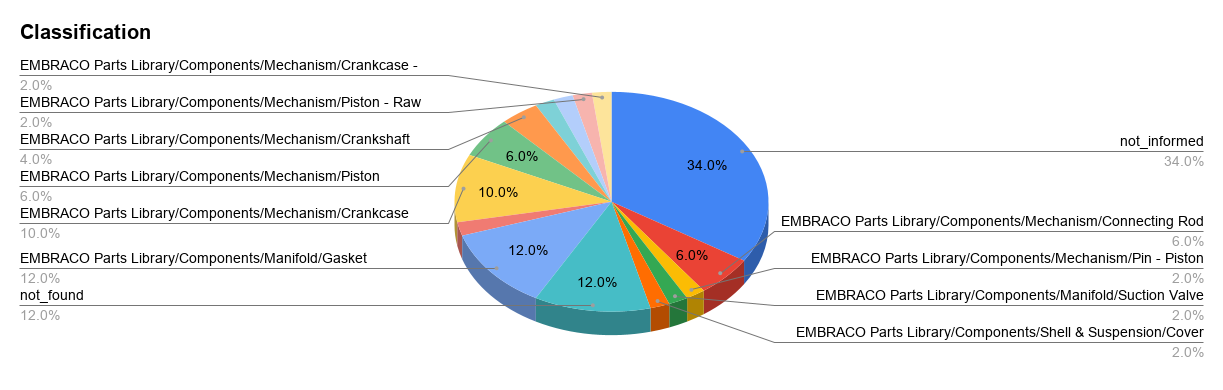 Classification
EMBRACO Parts Library/Components/Mechanism/Crankcase -
2.0%
EMBRACO Parts Library/Components/Mechanism/Piston - Raw
2.0%
EMBRACO Parts Library/Components/Mechanism/Crankshaft
4.0%
EMBRACO Parts Library/Components/Mechanism/Piston
6.0%
EMBRACO Parts Library/Components/Mechanism/Crankcase
10.0%
EMBRACO Parts Library/Components/Manifold/Gasket
12.0%
not_found
12.0%
6.0%
10.0%
12.0%
12.0%
34.0%
6.0%
not_informed
34.0%
EMBRACO Parts Library/Components/Mechanism/Connecting Rod
6.0%
EMBRACO Parts Library/Components/Mechanism/Pin - Piston
2.0%
EMBRACO Parts Library/Components/Manifold/Suction Valve
2.0%
EMBRACO Parts Library/Components/Shell & Suspension/Cover
2.0%